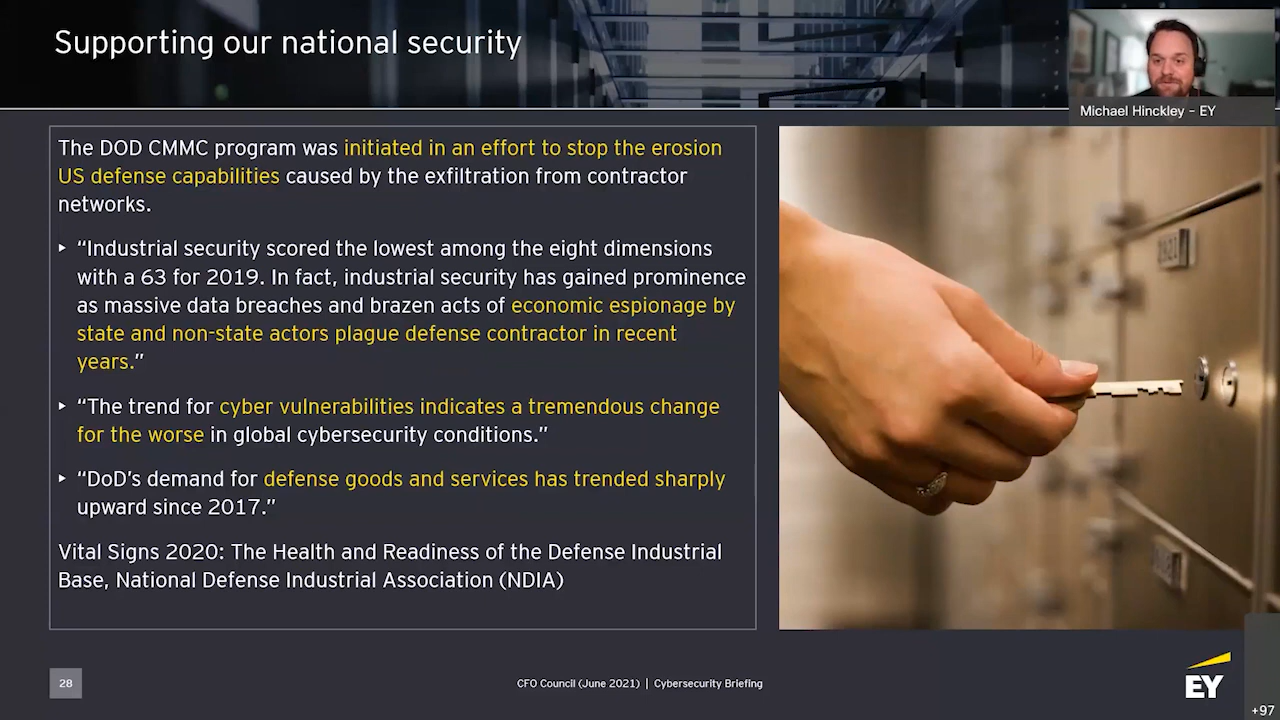 Supporting our national security
Michael Hinckley - EY
The DOD CMMC program was initiated in an effort to stop the erosion
US defense capabilities caused by the exfiltration from contractor
networks.
‣ “Industrial security scored the lowest among the eight dimensions
with a 63 for 2019. In fact, industrial security has gained prominence
as massive data breaches and brazen acts of economic espionage by
state and non-state actors plague defense contractor in recent
years.”
‣ “The trend for cyber vulnerabilities indicates a tremendous change
for the worse in global cybersecurity conditions.”
‣ “DoD’s demand for defense goods and services has trended sharply
upward since 2017.”
Vital Signs 2020: The Health and Readiness of the Defense Industrial
Base, National Defense Industrial Association (NDIA)
28
CFO Council (June 2021) | Cybersecurity Briefing
EY
+97